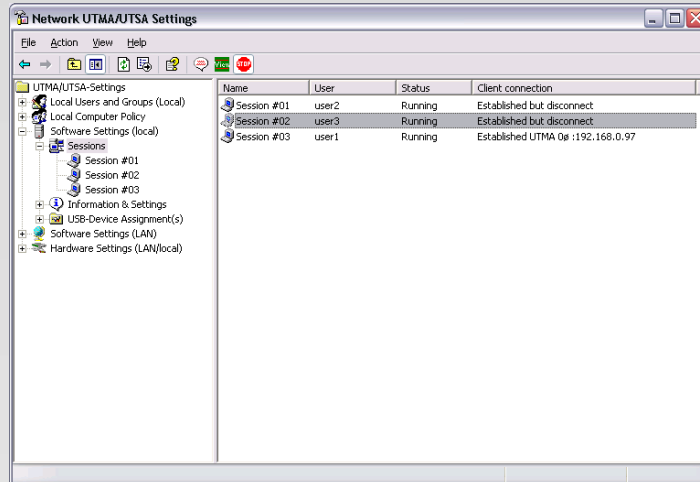 Network UTMA/UTSA Settings
File Action View Help
View STOP
UTMA/UTSA-Settings
Local Users and Groups (Local)
Local Computer Policy
Software Settings (local)
Sessions
Session #01
Session #02
Session #03
Information & Settings
USB-Device Assignment(s)
Software Settings (LAN)
Hardware Settings (LAN/local)
Name User Status Client connection
Session #01 user2 Running Established but disconnect
Session #02 user3 Running Established but disconnect
Session #03 user1 Running Established UTMA 0ø :192.168.0.97